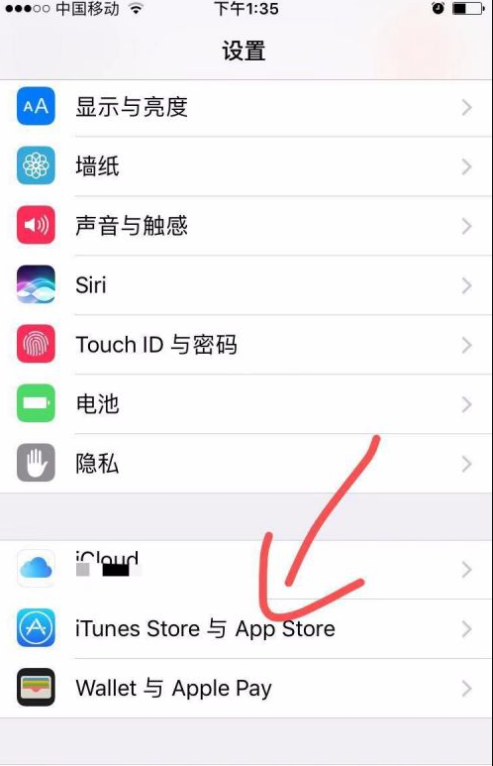 中国移动 下午1:35
设置
AA 显示与亮度
墙纸
声音与触感
Siri
Touch ID 与密码
电池
隐私
iCloud
iTunes Store 与 App Store
Wallet 与 Apple Pay